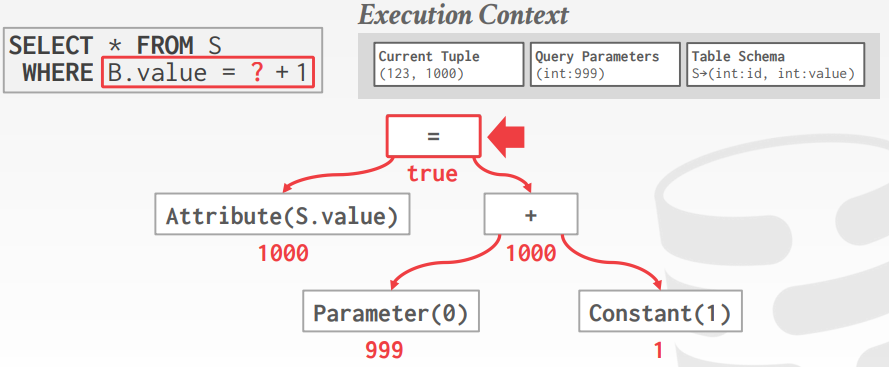 Execution Context
SELECT * FROM S
WHERE B.value = ? + 1
Current Tuple
(123, 1000)
Query Parameters
(int:999)
Table Schema
S→(int:id, int:value)
=
true
Attribute(S.value)
+
1000
1000
Parameter(0)
Constant(1)
999
1